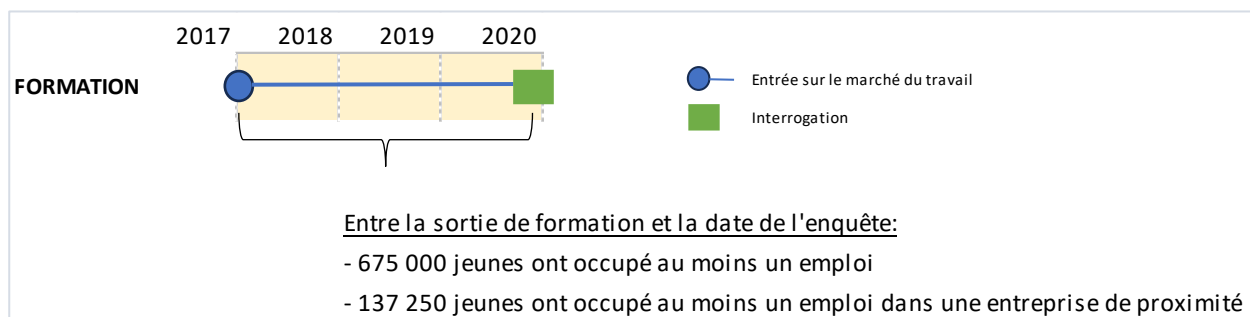 2017 2018 2019 2020
FORMATION
Entrée sur le marché du travail
Interrogation
Entre la sortie de formation et la date de l'enquête:
- 675 000 jeunes ont occupé au moins un emploi
- 137 250 jeunes ont occupé au moins un emploi dans une entreprise de proximité